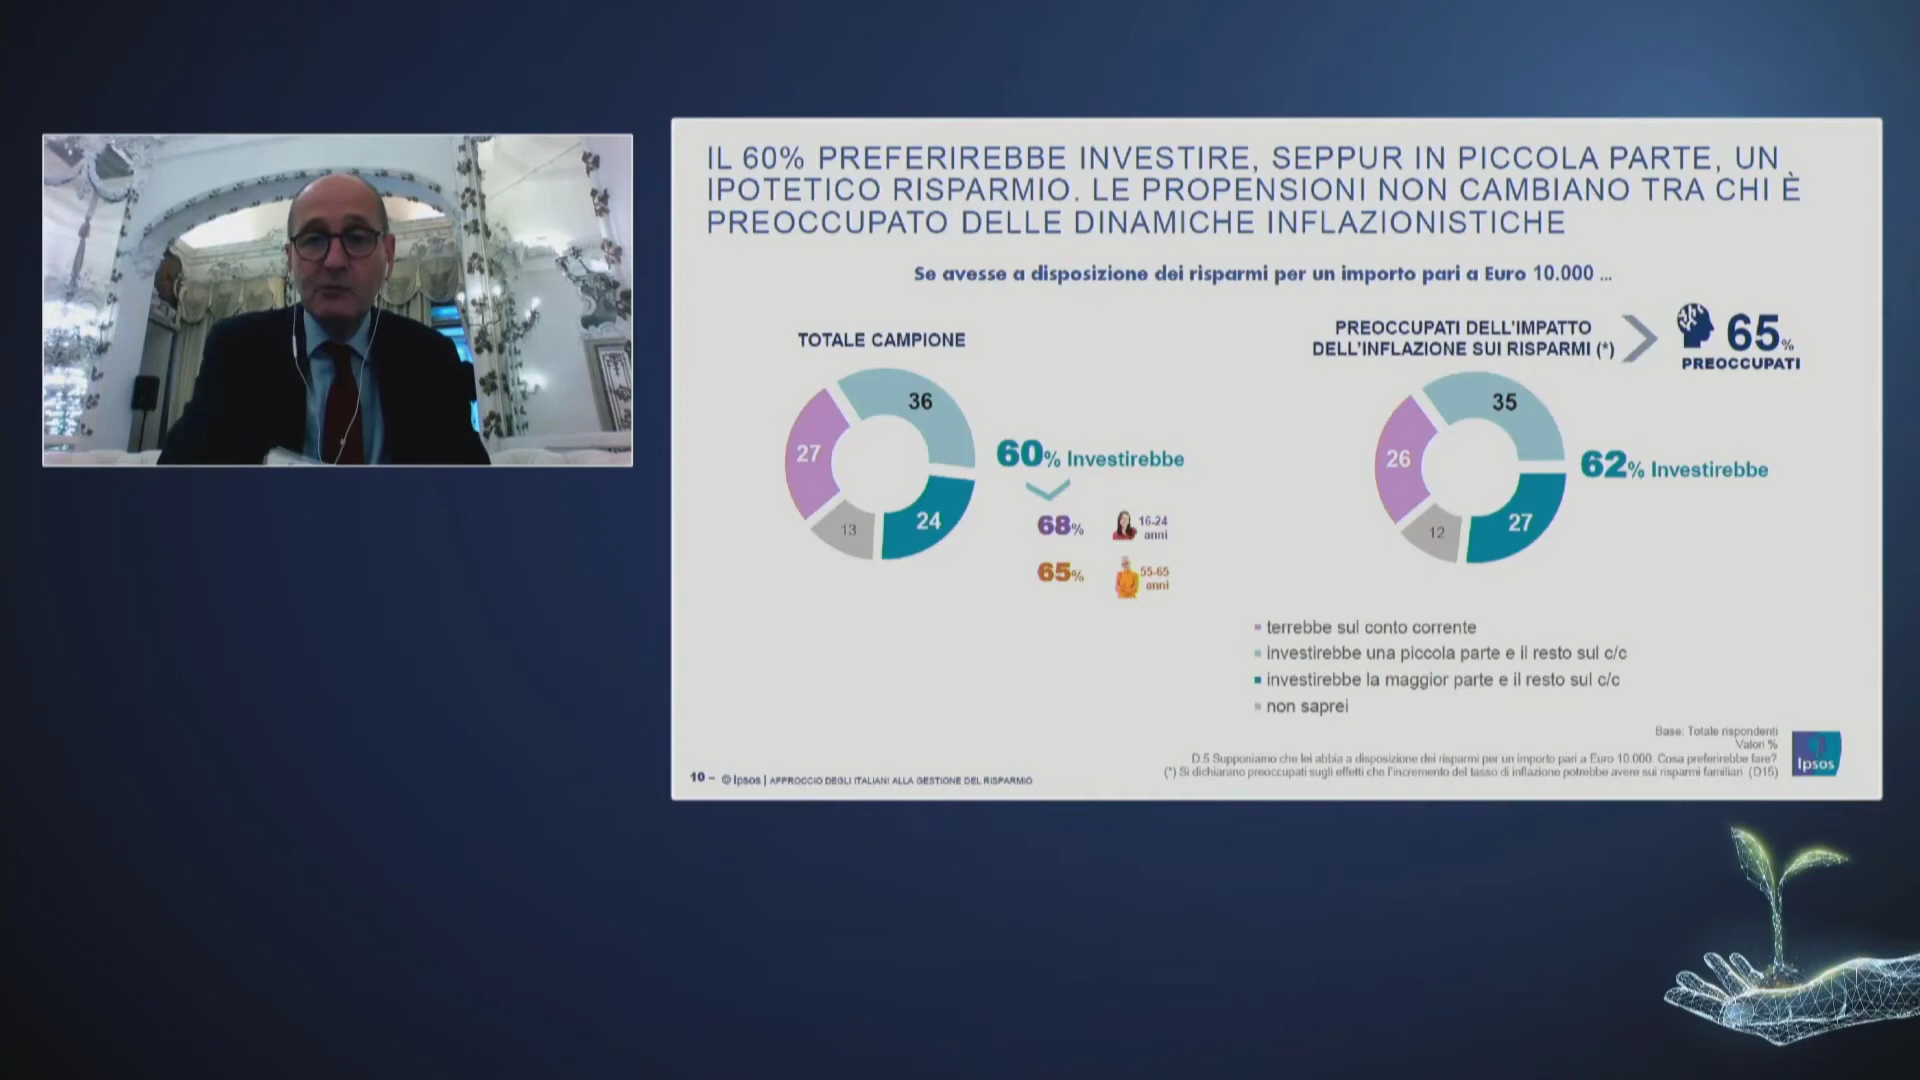 IL 60% PREFERIREBBE INVESTIRE, SEPPUR IN PICCOLA PARTE, UN
IPOTETICO RISPARMIO. LE PROPENSIONI NON CAMBIANO TRA CHI È
PREOCCUPATO DELLE DINAMICHE INFLAZIONISTICHE
Se avesse a disposizione dei risparmi per un importo pari a Euro 10.000 ...
TOTALE CAMPIONE
36
27
24
13
60% Investirebbe
68%
16-24
anni
65%
55-65
anni
PREOCCUPATI DELL'IMPATTO
DELL'INFLAZIONE SUI RISPARMI (*)
65%
PREOCCUPATI
35
26
27
12
62% Investirebbe
terrebbe sul conto corrente
investirebbe una piccola parte e il resto sul c/c
investirebbe la maggior parte e il resto sul c/c
non saprei
Base: Totale rispondenti
Valori %
D.5 Supponiamo che lei abbia a disposizione dei risparmi per un importo pari a Euro 10.000. Cosa preferirebbe fare?
(*) Si dichiarano preoccupati sugli effetti che l'incremento del tasso di inflazione potrebbe avere sui risparmi familiari (D15)
10 – © Ipsos | APPROCCIO DEGLI ITALIANI ALLA GESTIONE DEL RISPARMIO
Ipsos